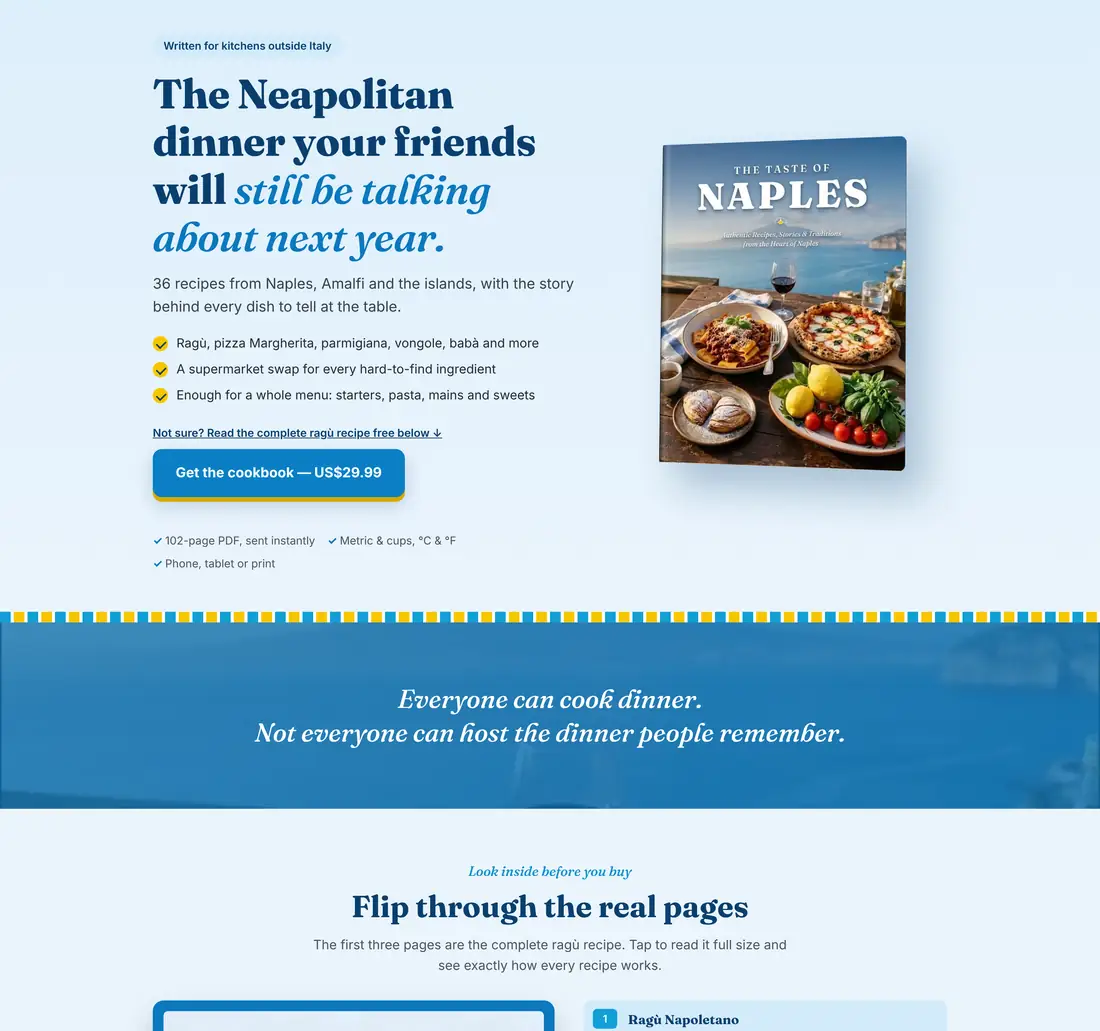 Written for kitchens outside Italy
The Neapolitan
dinner your friends
will still be talking
about next year.
36 recipes from Naples, Amalfi and the islands, with the story
behind every dish to tell at the table.
Ragù, pizza Margherita, parmigiana, vongole, babà and more
A supermarket swap for every hard-to-find ingredient
Enough for a whole menu: starters, pasta, mains and sweets
Not sure? Read the complete ragù recipe free below ↓
Get the cookbook — US$29.99
✓ 102-page PDF, sent instantly ✓ Metric & cups, °C & °F
✓ Phone, tablet or print
THE TASTE OF
NAPLES
Authentic Recipes, Stories & Traditions
from the Heart of Naples
Everyone can cook dinner.
Not everyone can host the dinner people remember.
Look inside before you buy
Flip through the real pages
The first three pages are the complete ragù recipe. Tap to read it full size and
see exactly how every recipe works.
1 Ragù Napoletano